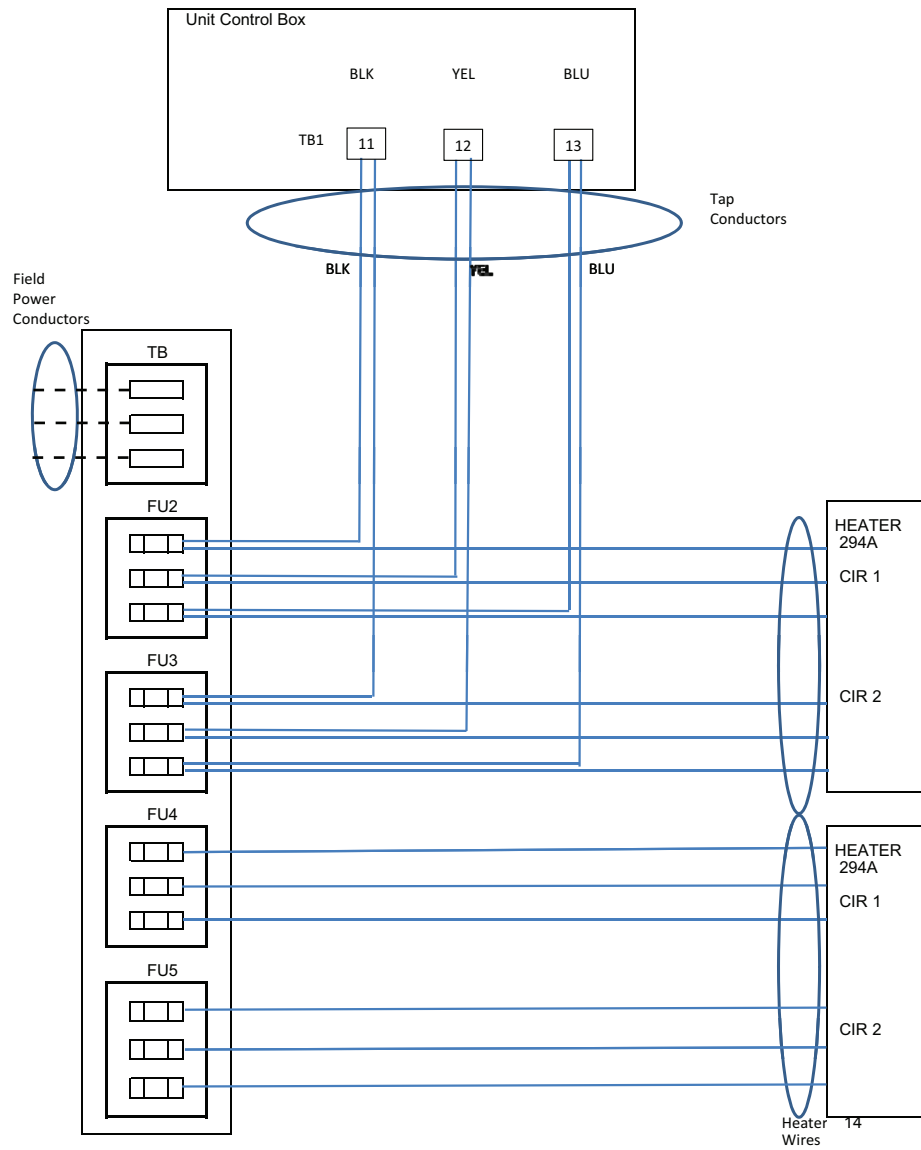 Unit Control Box
BLK YEL BLU
TB1 11 12 13
Tap
Conductors
BLK YEL BLU
Field
Power
Conductors
TB
FU2
HEATER
294A
CIR 1
FU3
CIR 2
FU4
HEATER
294A
CIR 1
FU5
CIR 2
Heater 14
Wires